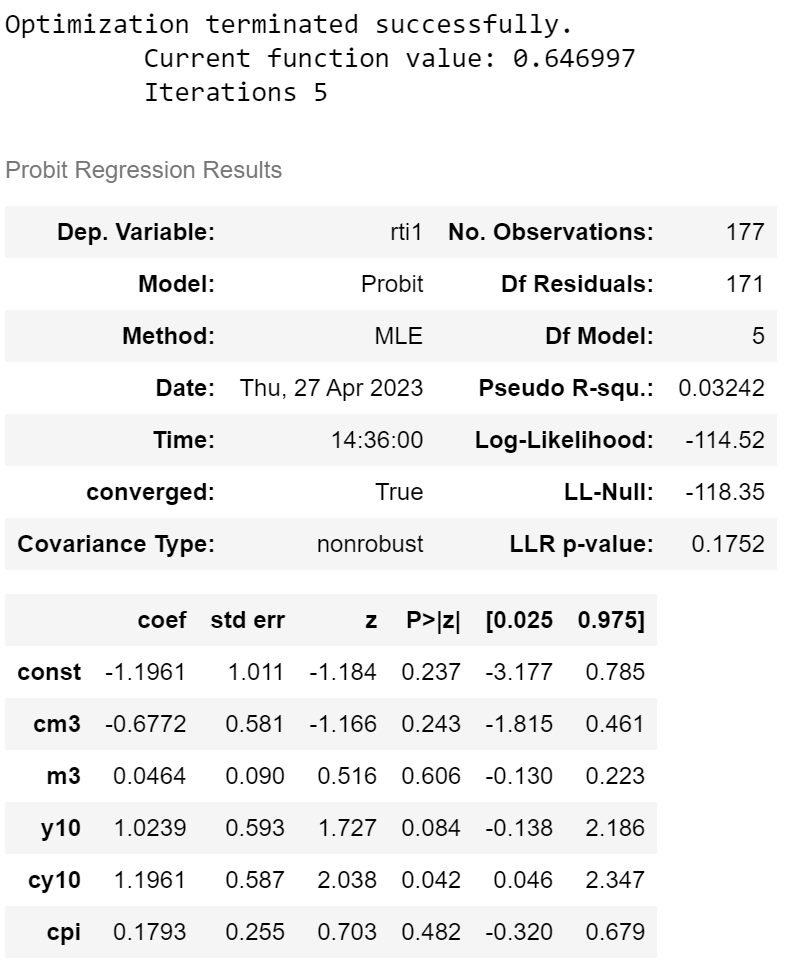 Optimization terminated successfully.
Current function value: 0.646997
Iterations 5
Probit Regression Results
Dep. Variable: rti1 No. Observations: 177
Model: Probit Df Residuals: 171
Method: MLE Df Model: 5
Date: Thu, 27 Apr 2023 Pseudo R-squ.: 0.03242
Time: 14:36:00 Log-Likelihood: -114.52
converged: True LL-Null: -118.35
Covariance Type: nonrobust LLR p-value: 0.1752
coef std err z P>|z| [0.025 0.975]
const -1.1961 1.011 -1.184 0.237 -3.177 0.785
cm3 -0.6772 0.581 -1.166 0.243 -1.815 0.461
m3 0.0464 0.090 0.516 0.606 -0.130 0.223
y10 1.0239 0.593 1.727 0.084 -0.138 2.186
cy10 1.1961 0.587 2.038 0.042 0.046 2.347
cpi 0.1793 0.255 0.703 0.482 -0.320 0.679